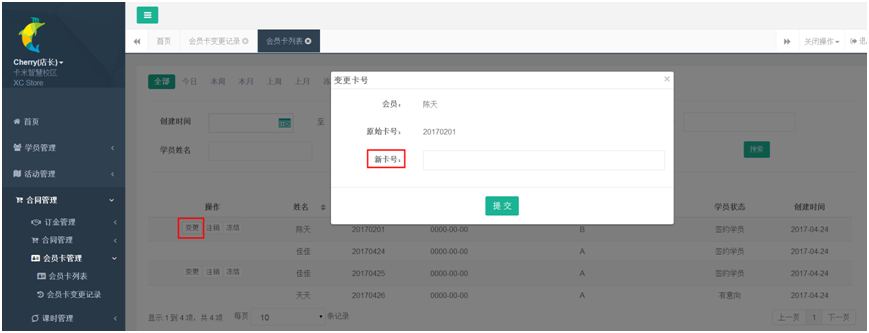 Cherry(店长)
卡米智慧校区
XC Store
首页
学员管理
活动管理
合同管理
订金管理
合同管理
会员卡管理
会员卡列表
会员卡变更记录
课时管理
首页 会员卡变更记录 会员卡列表 关闭操作
全部 今日 本周 本月 上周 上月
创建时间 至
学员姓名
搜索
变更卡号 ×
会员： 陈天
原始卡号： 20170201
新卡号：
提 交
操作 姓名 学员状态 创建时间
变更 注销 冻结 陈天 20170201 0000-00-00 B 签约学员 2017-04-24
佳佳 20170424 0000-00-00 A 签约学员 2017-04-24
变更 注销 冻结 佳佳 20170425 0000-00-00 A 签约学员 2017-04-24
天天 20170426 0000-00-00 A 有意向 2017-04-24
显示 1 到 4 项，共 4 项 每页 10 条记录
上一页 1 下一页